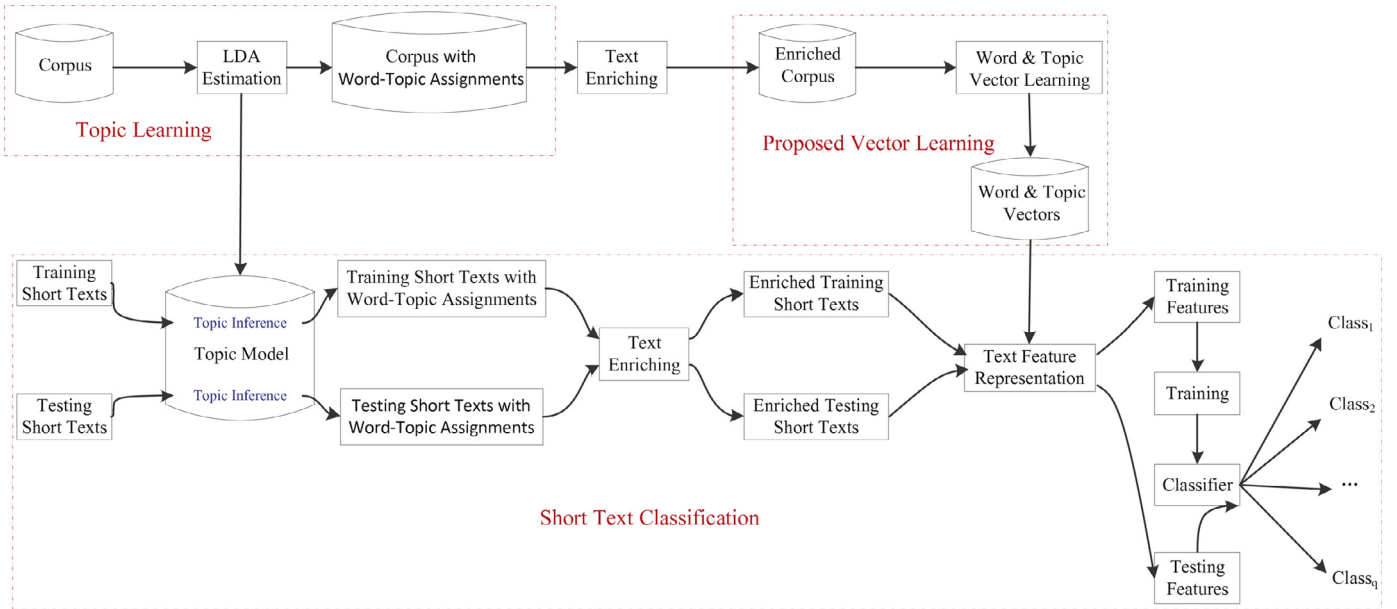 Corpus
LDA
Estimation
Corpus with
Word-Topic Assignments
Text
Enriching
Enriched
Corpus
Word & Topic
Vector Learning
Topic Learning
Proposed Vector Learning
Word & Topic
Vectors
Training
Short Texts
Topic Inference
Topic Model
Topic Inference
Testing
Short Texts
Training Short Texts with
Word-Topic Assignments
Testing Short Texts with
Word-Topic Assignments
Text
Enriching
Enriched Training
Short Texts
Enriched Testing
Short Texts
Text Feature
Representation
Training
Features
Training
Classifier
Testing
Features
Class1
Class2
...
Classq
Short Text Classification